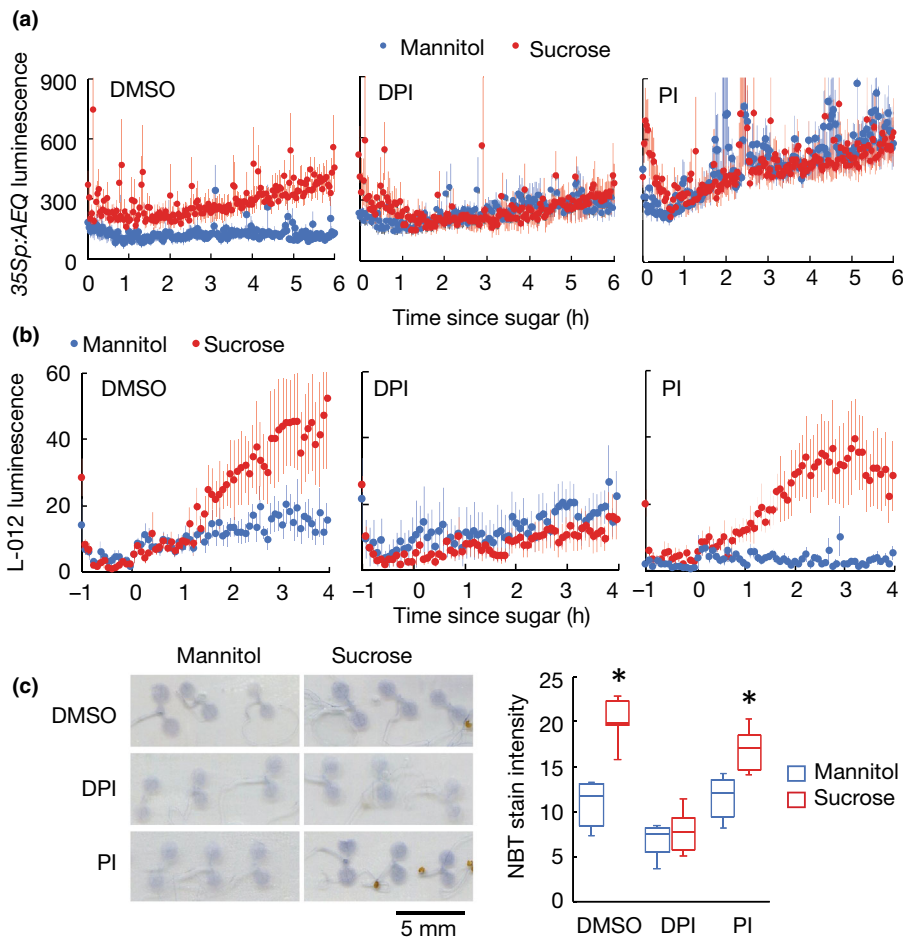 (a)
Mannitol Sucrose
DMSO DPI PI
35Sp:AEQ luminescence
900
600
300
0
0 1 2 3 4 5 6 0 1 2 3 4 5 6 0 1 2 3 4 5 6
Time since sugar (h)
(b)
Mannitol Sucrose
DMSO DPI PI
L-012 luminescence
60
40
20
0
−1 0 1 2 3 4 −1 0 1 2 3 4 −1 0 1 2 3 4
Time since sugar (h)
(c)
Mannitol Sucrose
DMSO
DPI
PI
5 mm
NBT stain intensity
25
20
15
10
5
0
* *
DMSO DPI PI
Mannitol
Sucrose